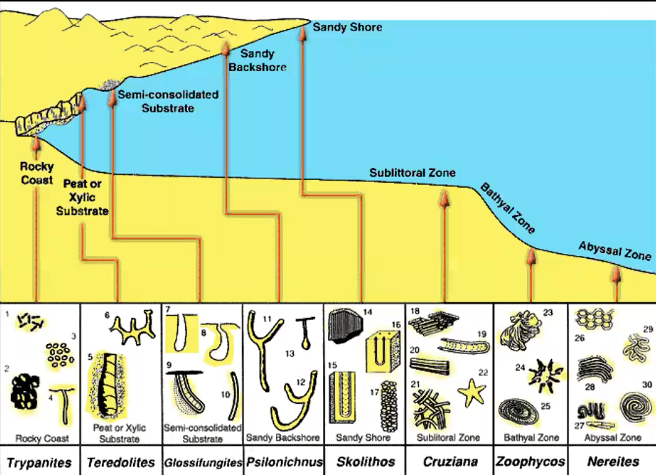 Sandy Shore
Sandy
Backshore
Semi-consolidated
Substrate
Rocky
Coast
Peat or
Xylic
Substrate
Sublittoral Zone
Bathyal Zone
Abyssal Zone
1
2
3
4
Rocky Coast
6
5
Peat or Xylic
Substrate
7
8
9
10
Semi-consolidated
Substrate
11
13
12
Sandy Backshore
14
16
15
17
Sandy Shore
18
19
20
22
21
Sublitoral Zone
23
24
25
Bathyal Zone
26
29
28
30
27
Abyssal Zone
Trypanites
Teredolites
Glossifungites
Psilonichnus
Skolithos
Cruziana
Zoophycos
Nereites